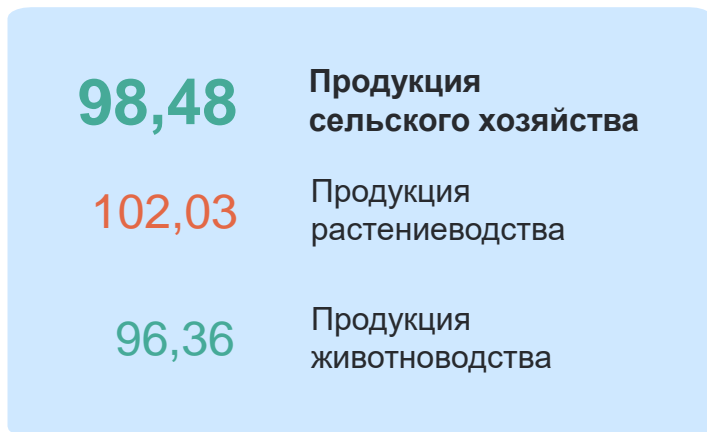 98,48
Продукция
сельского хозяйства
102,03
Продукция
растениеводства
96,36
Продукция
животноводства